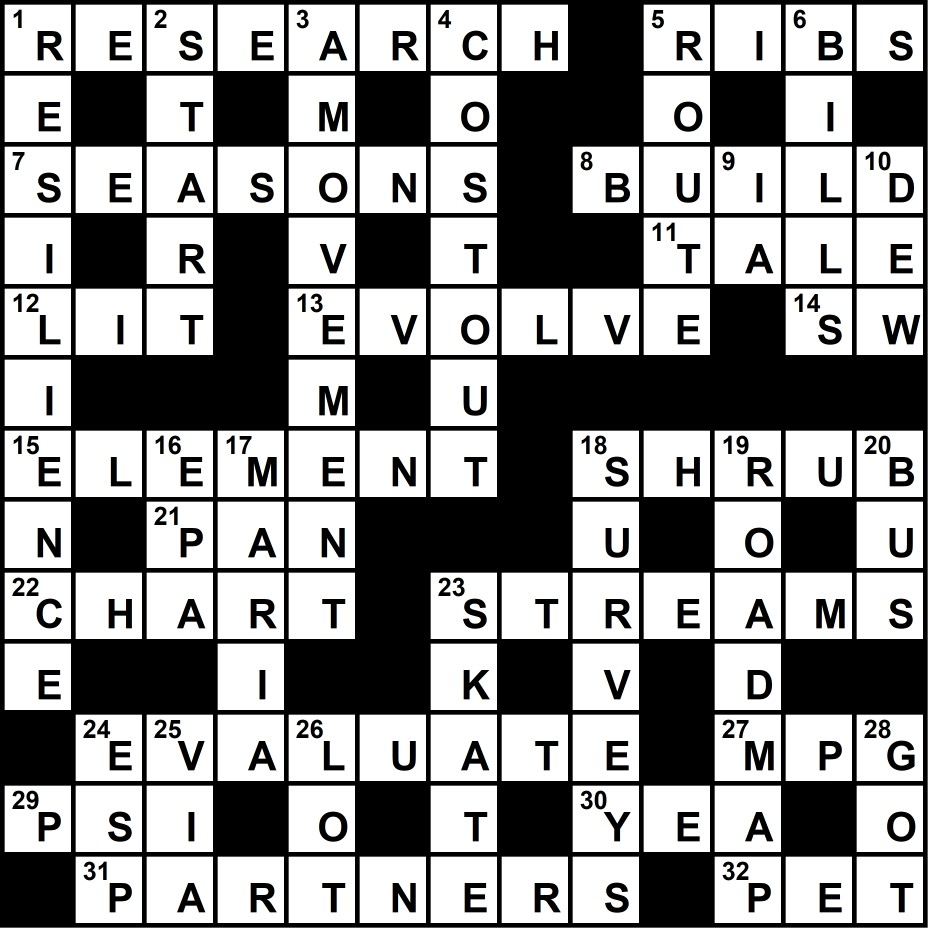 1R E 2S E 3A R 4C H 5R I 6B S
E T M O O I
7S E A S O N S 8B U 9I L 10D
I R V T 11T A L E
12L I T 13E V O L V E 14S W
I M U
15E L 16E 17M E N T 18S H 19R U 20B
N 21P A N U O U
22C H A R T 23S T R E A M S
E I K V D
24E 25V A 26L U A T E 27M P 28G
29P S I O T 30Y E A O
31P A R T N E R S 32P E T